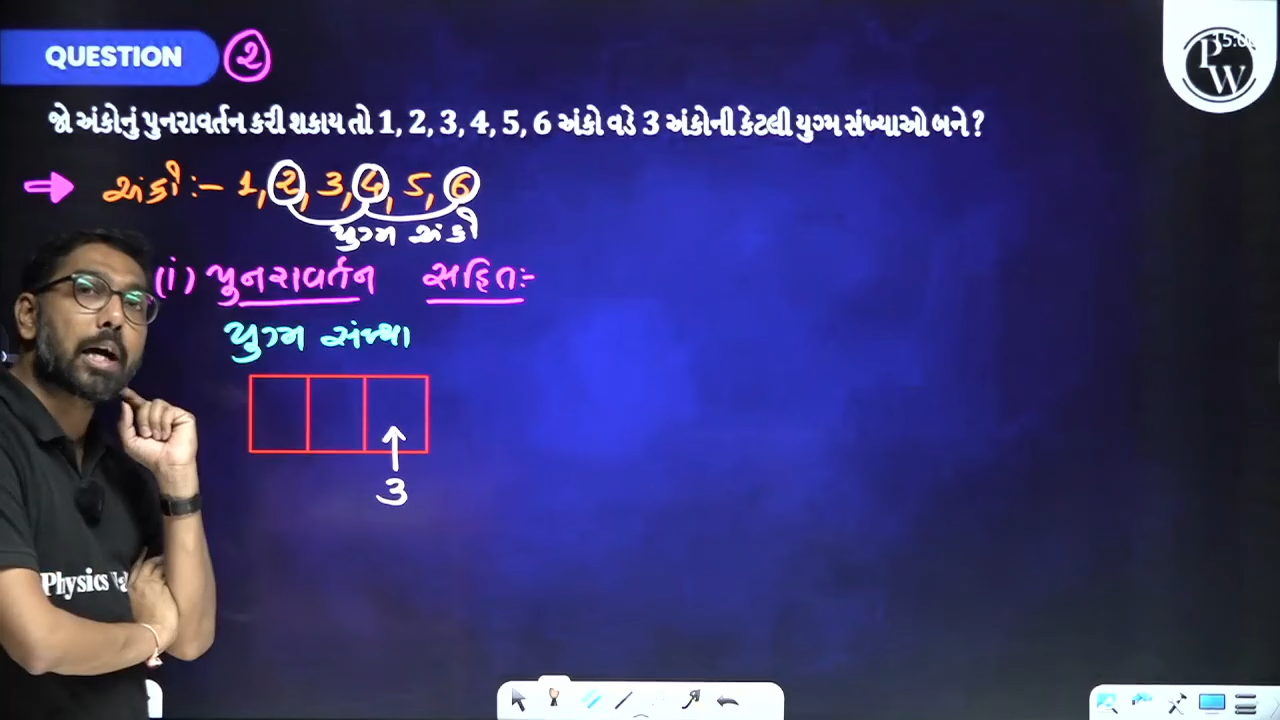 QUESTION ૨
જો અંકોનું પુનરાવર્તન કરી શકાય તો 1, 2, 3, 4, 5, 6 અંકો વડે 3 અંકોની કેટલી યુગ્મ સંખ્યાઓ બને ?
અંકો :- 1, 2, 3, 4, 5, 6
યુગ્મ અંકો
(i) પુનરાવર્તન સહિત :-
યુગ્મ સંખ્યા
3
PW
Physics